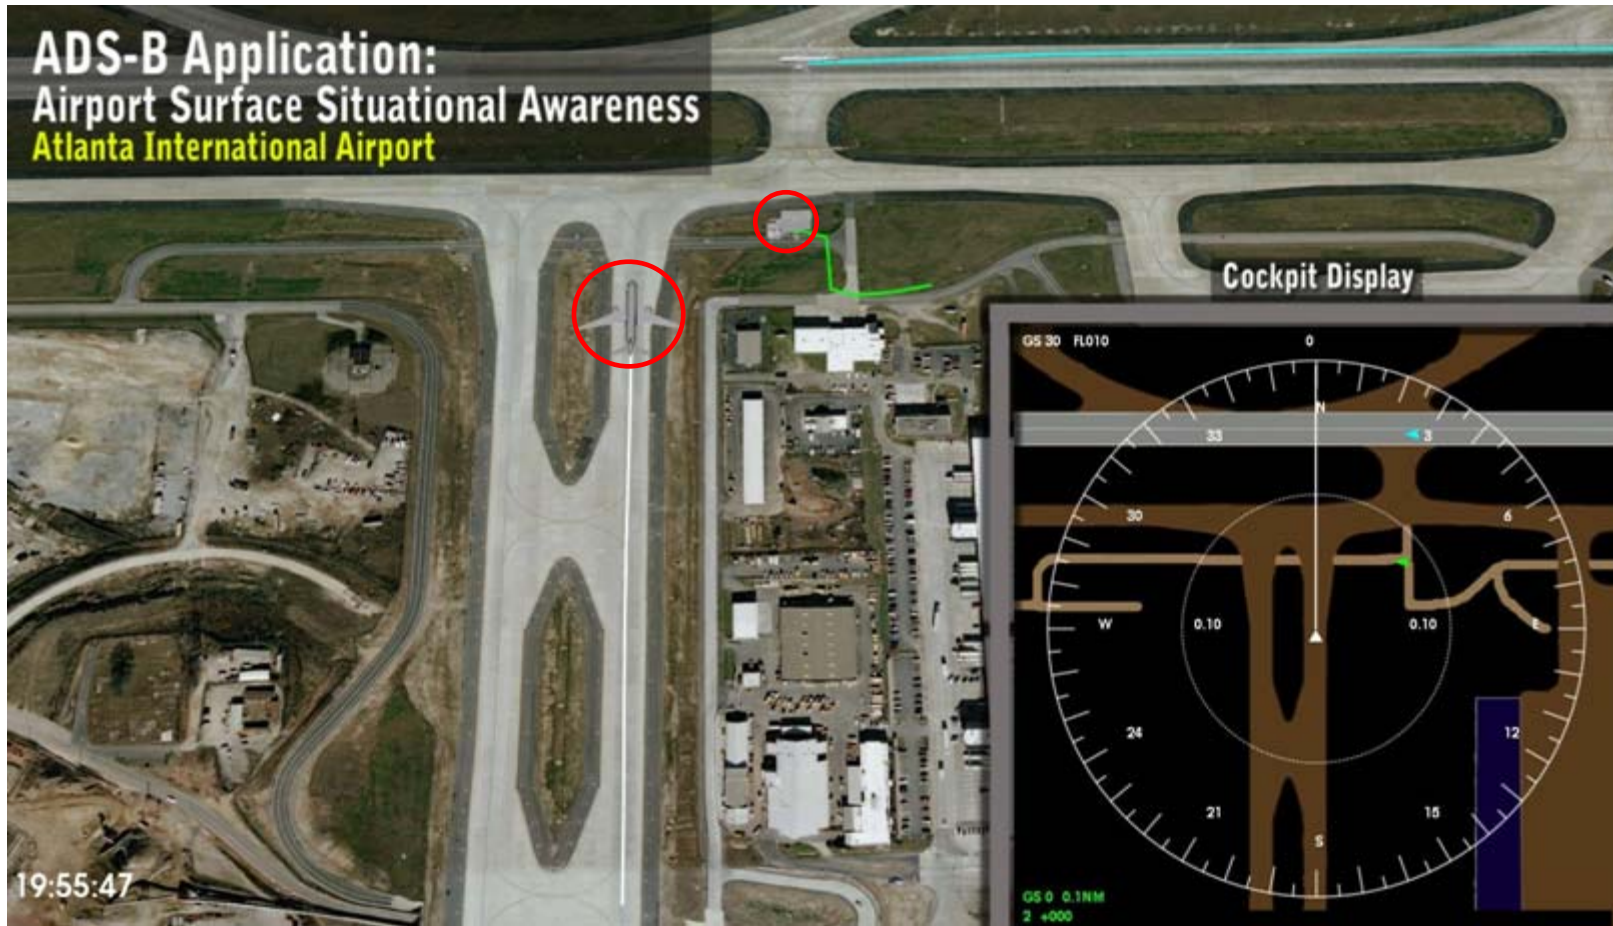 ADS-B Application:
Airport Surface Situational Awareness
Atlanta International Airport
Cockpit Display
GS 30 FL010
0
N
33
3
30
6
W
0.10
0.10
E
24
12
21
15
S
19:55:47
GS 0 0.1NM
2 +000